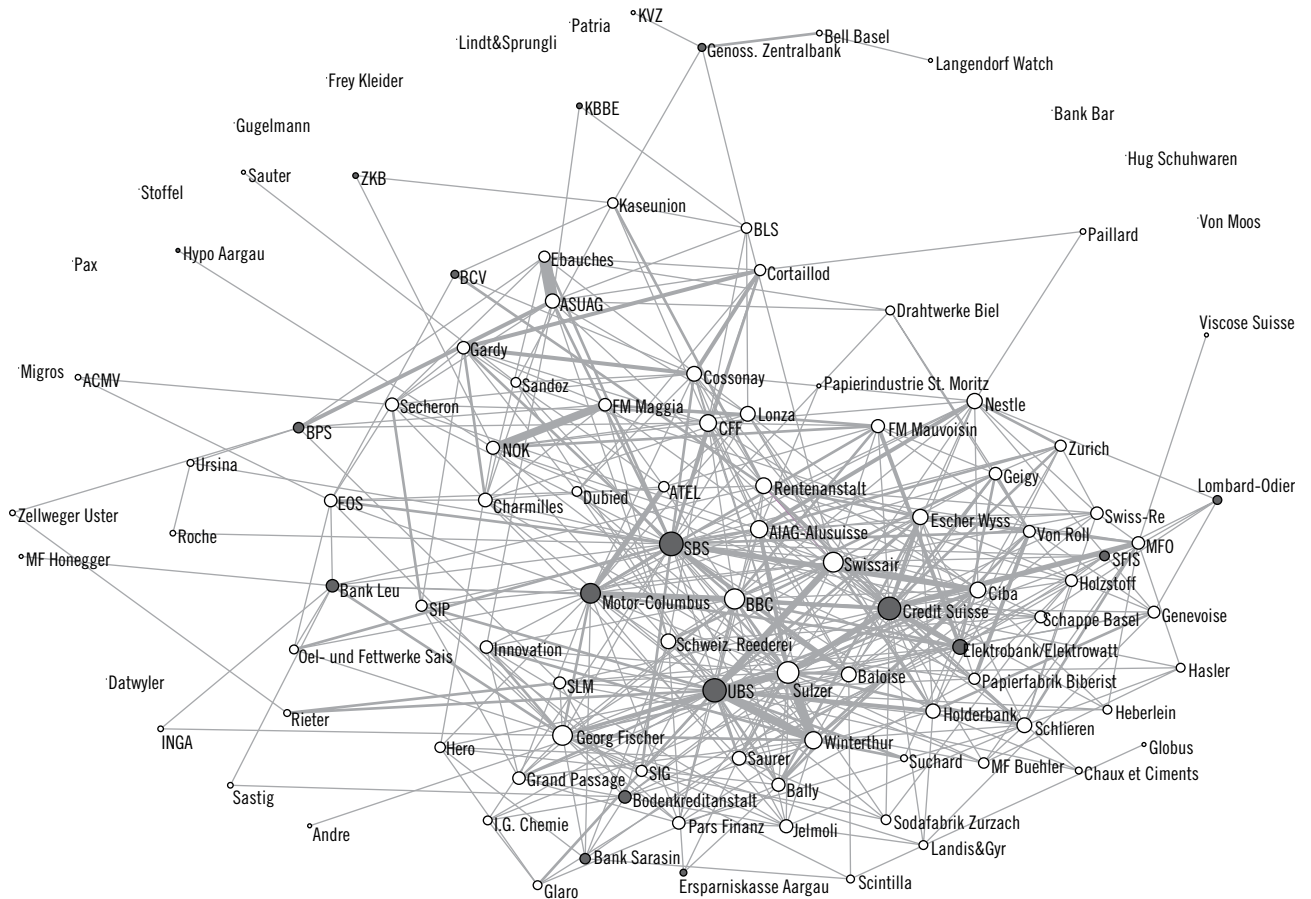 KVZ
Patria
Bell Basel
Lindt&Sprungli
Genoss. Zentralbank
Langendorf Watch
Frey Kleider
KBBE
Bank Bar
Gugelmann
Hug Schuhwaren
Sauter
ZKB
Stoffel
Kaseunion
Von Moos
BLS
Paillard
Hypo Aargau
Ebauches
Pax
BCV
Cortaillod
ASUAG
Drahtwerke Biel
Viscose Suisse
Gardy
Migros
ACMV
Sandoz
Cossonay
Papierindustrie St. Moritz
Secheron
FM Maggia
Lonza
Nestle
CFF
BPS
FM Mauvoisin
NOK
Zurich
Ursina
Geigy
Lombard-Odier
Rentenanstalt
ATEL
Dubied
EOS
Charmilles
Zellweger Uster
Swiss-Re
Escher Wyss
Von Roll
AIAG-Alusuisse
Roche
MFO
SBS
SFIS
MF Honegger
Swissair
Holzstoff
Bank Leu
Ciba
Motor-Columbus
BBC
SIP
Credit Suisse
Schappe Basel
Genevoise
Schweiz. Reederei
Innovation
Elektrobank/Elektrowatt
Oel- und Fettwerke Sais
Hasler
Baloise
Papierfabrik Biberist
Datwyler
SLM
UBS
Sulzer
Rieter
Holderbank
Heberlein
Schlieren
INGA
Georg Fischer
Winterthur
Hero
Globus
Saurer
Suchard
MF Buehler
Chaux et Ciments
SIG
Grand Passage
Sastig
Bally
Bodenkreditanstalt
I.G. Chemie
Pars Finanz
Jelmoli
Sodafabrik Zurzach
Andre
Landis&Gyr
Bank Sarasin
Ersparniskasse Aargau
Scintilla
Glaro